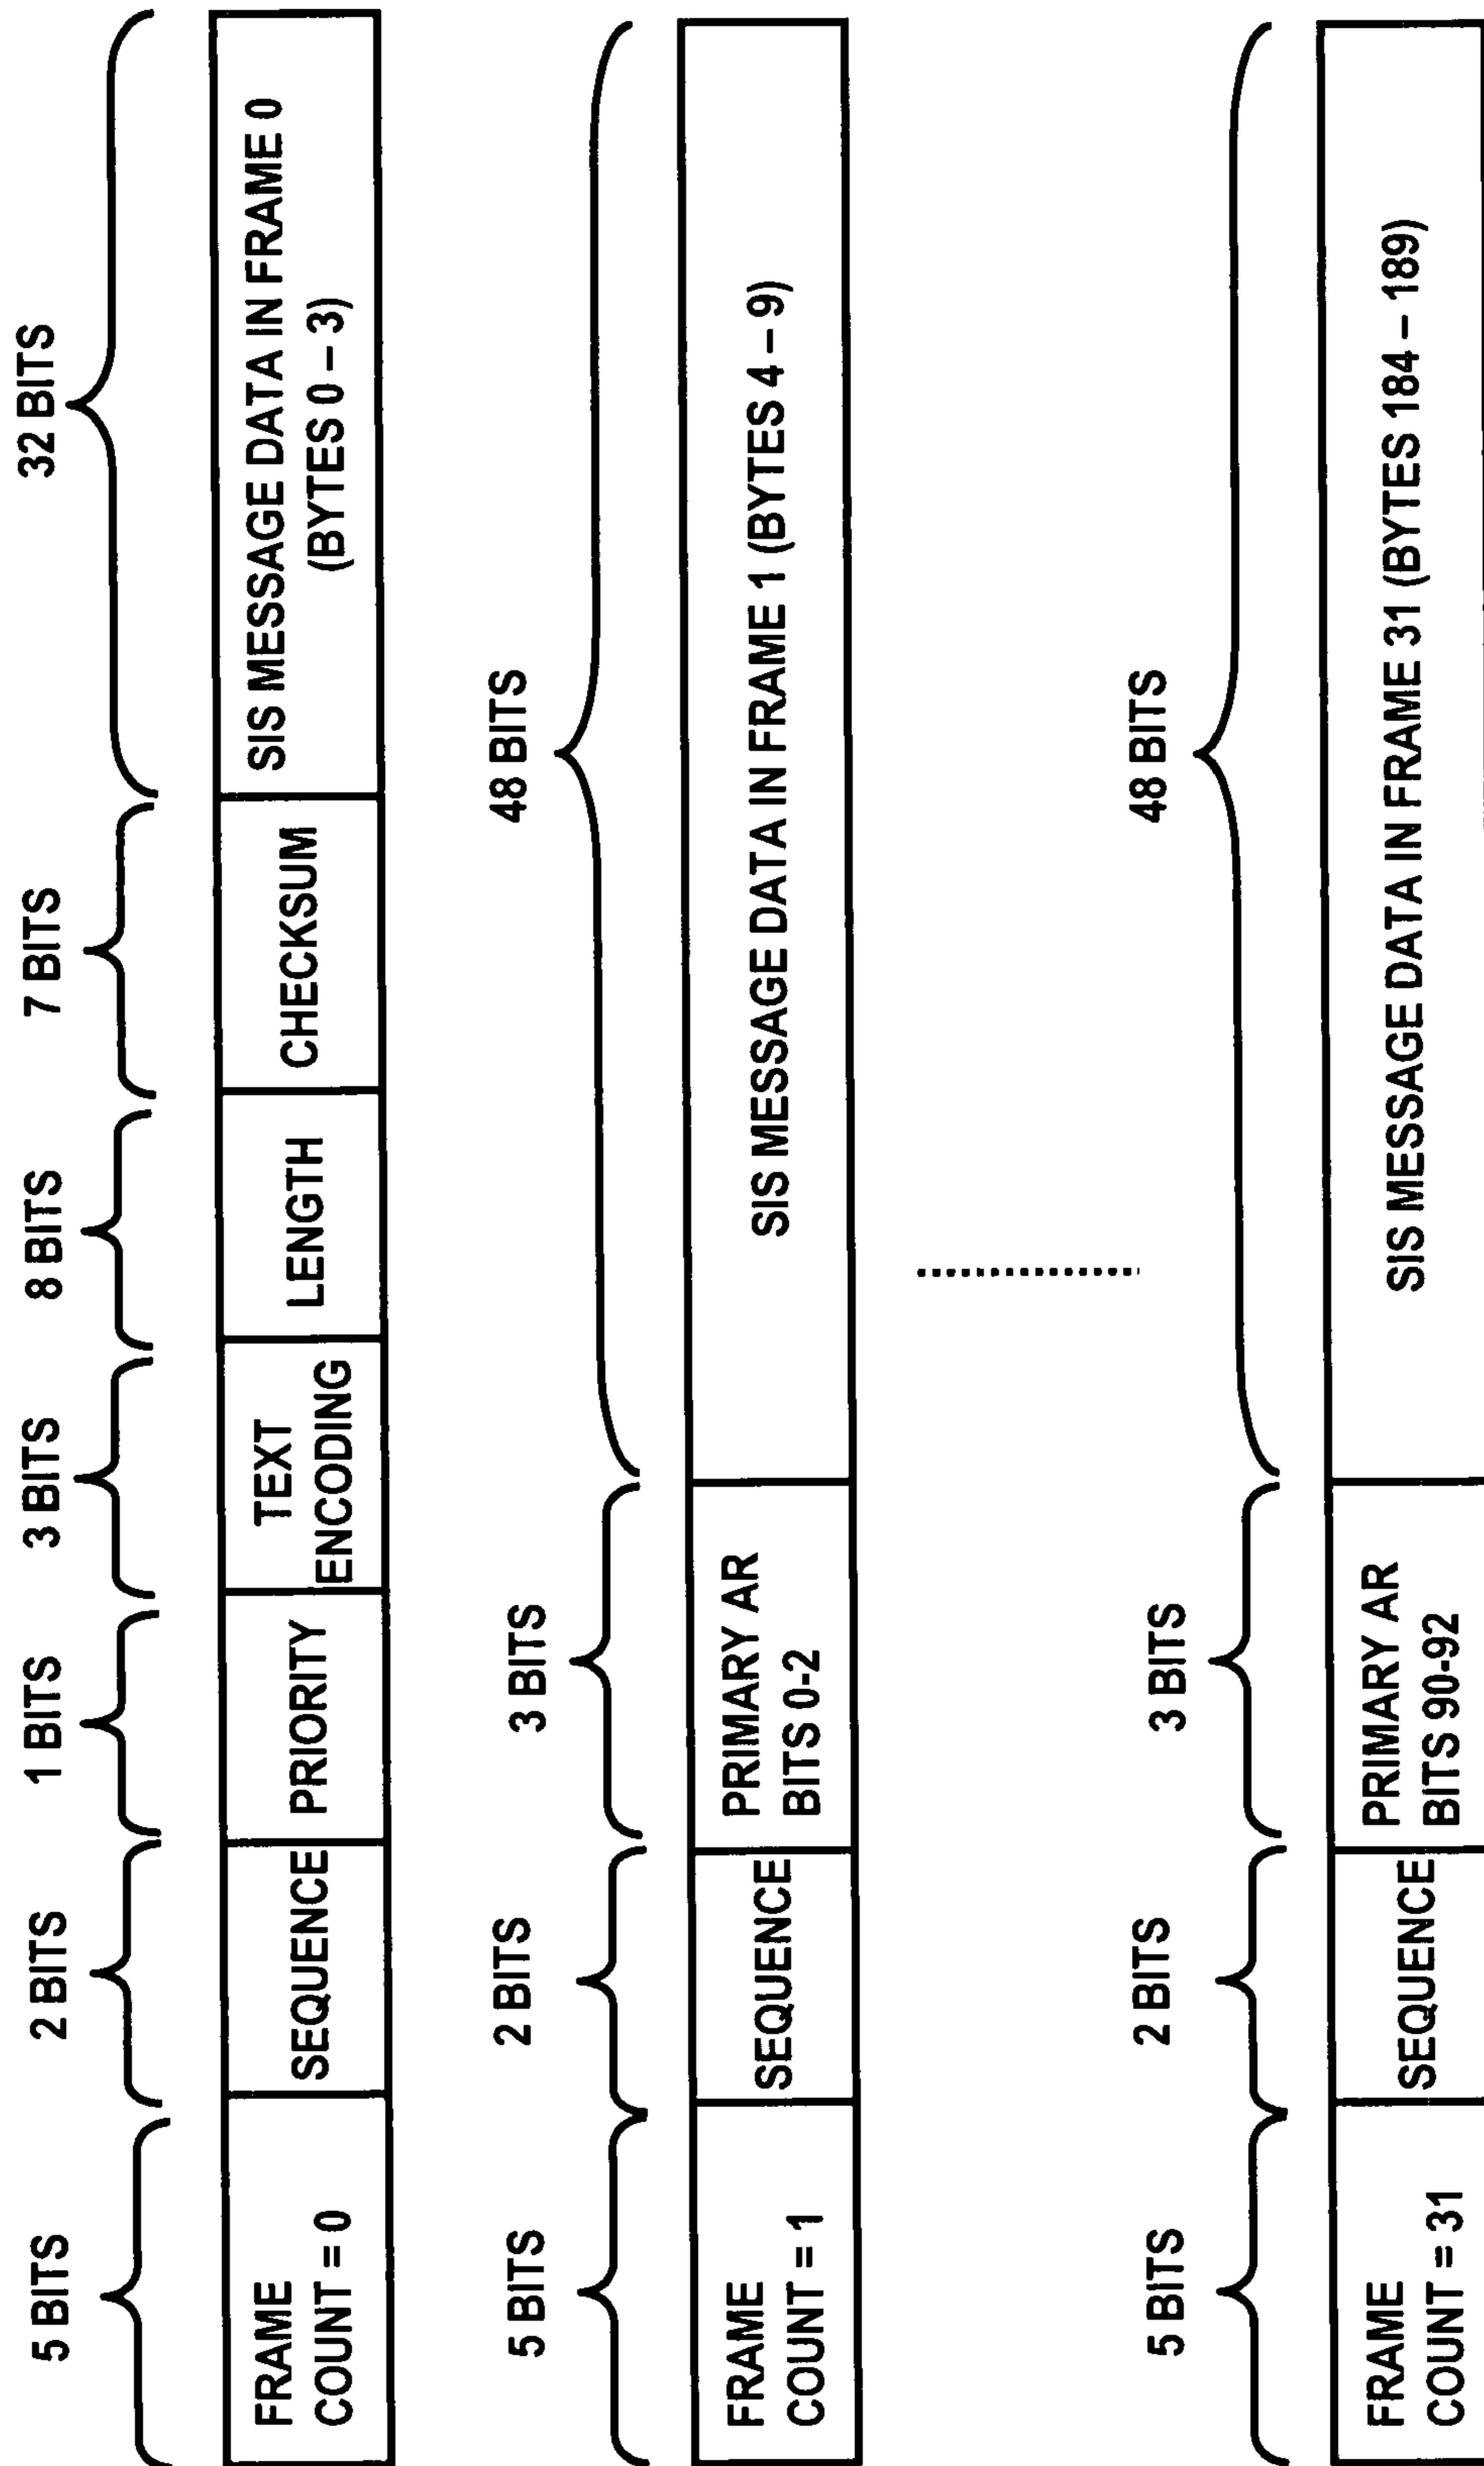 5 BITS
2 BITS
1 BITS
3 BITS
8 BITS
7 BITS
32 BITS
FRAME
COUNT = 0
SEQUENCE
PRIORITY
TEXT
ENCODING
LENGTH
CHECKSUM
SIS MESSAGE DATA IN FRAME 0
(BYTES 0 – 3)
5 BITS
2 BITS
3 BITS
48 BITS
FRAME
COUNT = 1
SEQUENCE
PRIMARY AR
BITS 0-2
SIS MESSAGE DATA IN FRAME 1 (BYTES 4 – 9)
5 BITS
2 BITS
3 BITS
48 BITS
FRAME
COUNT = 31
SEQUENCE
PRIMARY AR
BITS 90-92
SIS MESSAGE DATA IN FRAME 31 (BYTES 184 – 189)